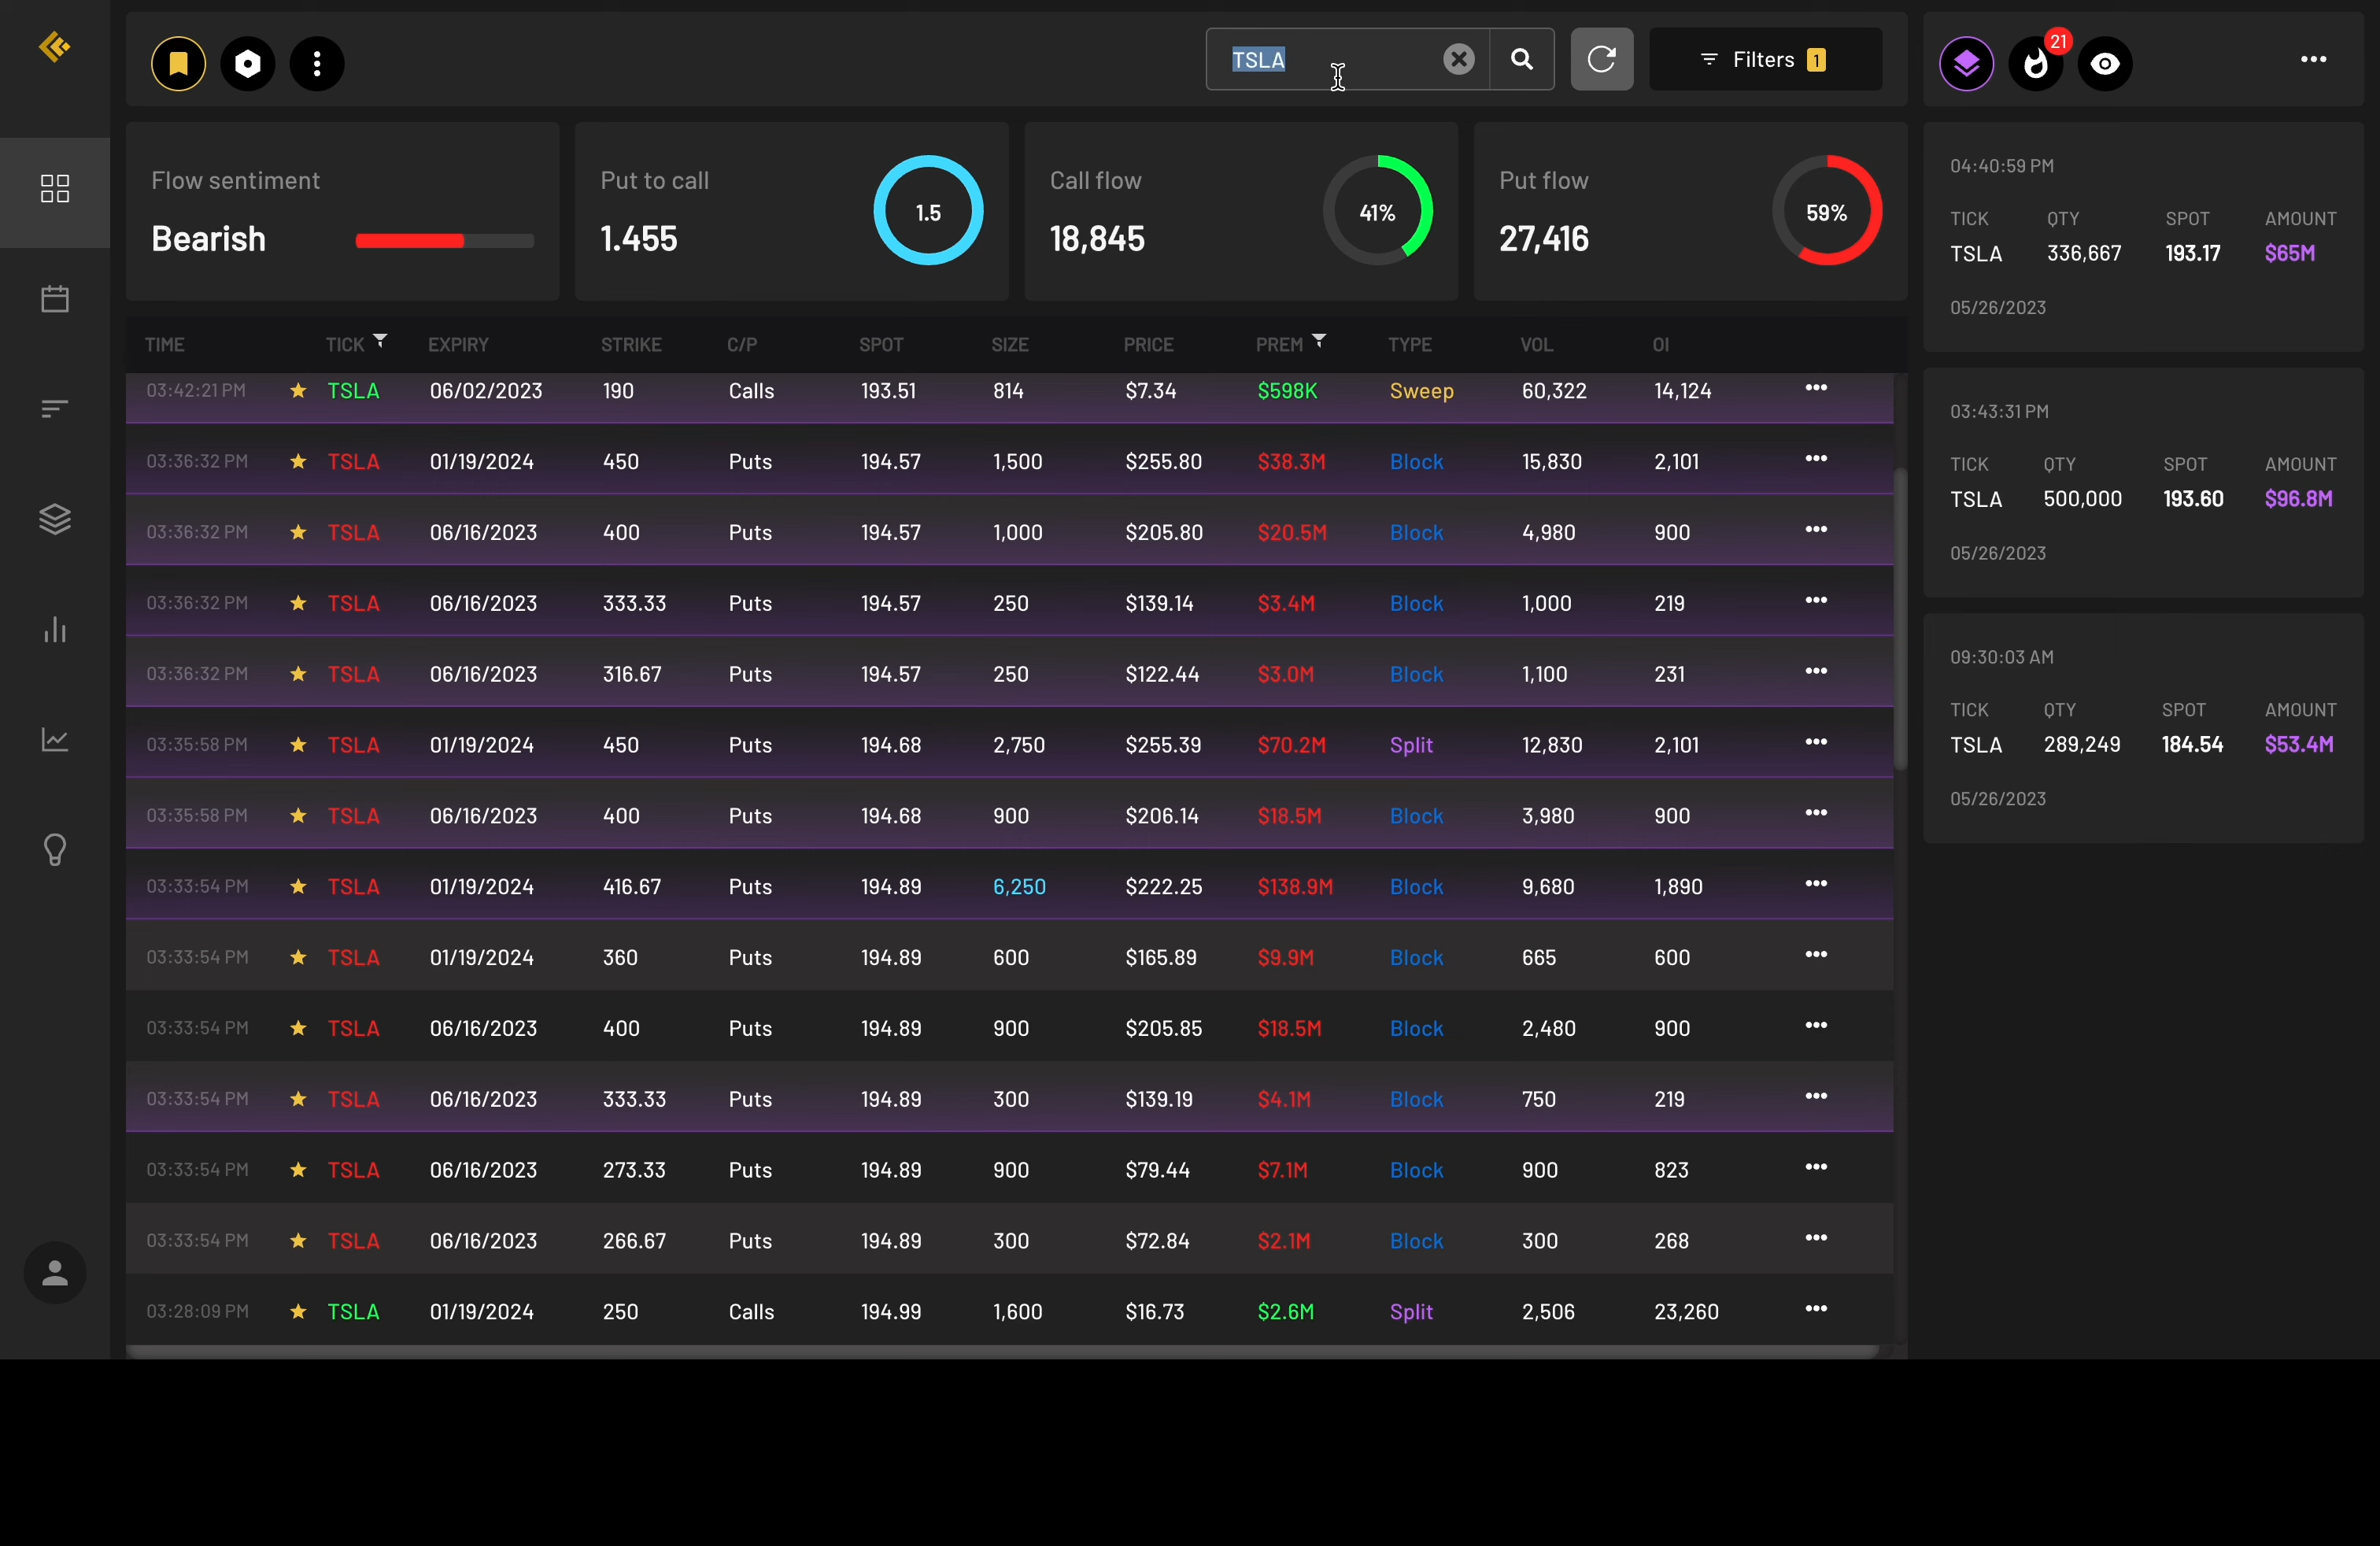 TSLA
Filters 1
21
Flow sentiment
Bearish
Put to call
1.455
1.5
Call flow
18,845
41%
Put flow
27,416
59%
TIME TICK EXPIRY STRIKE C/P SPOT SIZE PRICE PREM TYPE VOL OI
03:42:21 PM TSLA 06/02/2023 190 Calls 193.51 814 $7.34 $598K Sweep 60,322 14,124
03:36:32 PM TSLA 01/19/2024 450 Puts 194.57 1,500 $255.80 $38.3M Block 15,830 2,101
03:36:32 PM TSLA 06/16/2023 400 Puts 194.57 1,000 $205.80 $20.5M Block 4,980 900
03:36:32 PM TSLA 06/16/2023 333.33 Puts 194.57 250 $139.14 $3.4M Block 1,000 219
03:36:32 PM TSLA 06/16/2023 316.67 Puts 194.57 250 $122.44 $3.0M Block 1,100 231
03:35:58 PM TSLA 01/19/2024 450 Puts 194.68 2,750 $255.39 $70.2M Split 12,830 2,101
03:35:58 PM TSLA 06/16/2023 400 Puts 194.68 900 $206.14 $18.5M Block 3,980 900
03:33:54 PM TSLA 01/19/2024 416.67 Puts 194.89 6,250 $222.25 $138.9M Block 9,680 1,890
03:33:54 PM TSLA 01/19/2024 360 Puts 194.89 600 $165.89 $9.9M Block 665 600
03:33:54 PM TSLA 06/16/2023 400 Puts 194.89 900 $205.85 $18.5M Block 2,480 900
03:33:54 PM TSLA 06/16/2023 333.33 Puts 194.89 300 $139.19 $4.1M Block 750 219
03:33:54 PM TSLA 06/16/2023 273.33 Puts 194.89 900 $79.44 $7.1M Block 900 823
03:33:54 PM TSLA 06/16/2023 266.67 Puts 194.89 300 $72.84 $2.1M Block 300 268
03:28:09 PM TSLA 01/19/2024 250 Calls 194.99 1,600 $16.73 $2.6M Split 2,506 23,260
04:40:59 PM
TICK QTY SPOT AMOUNT
TSLA 336,667 193.17 $65M
05/26/2023
03:43:31 PM
TICK QTY SPOT AMOUNT
TSLA 500,000 193.60 $96.8M
05/26/2023
09:30:03 AM
TICK QTY SPOT AMOUNT
TSLA 289,249 184.54 $53.4M
05/26/2023